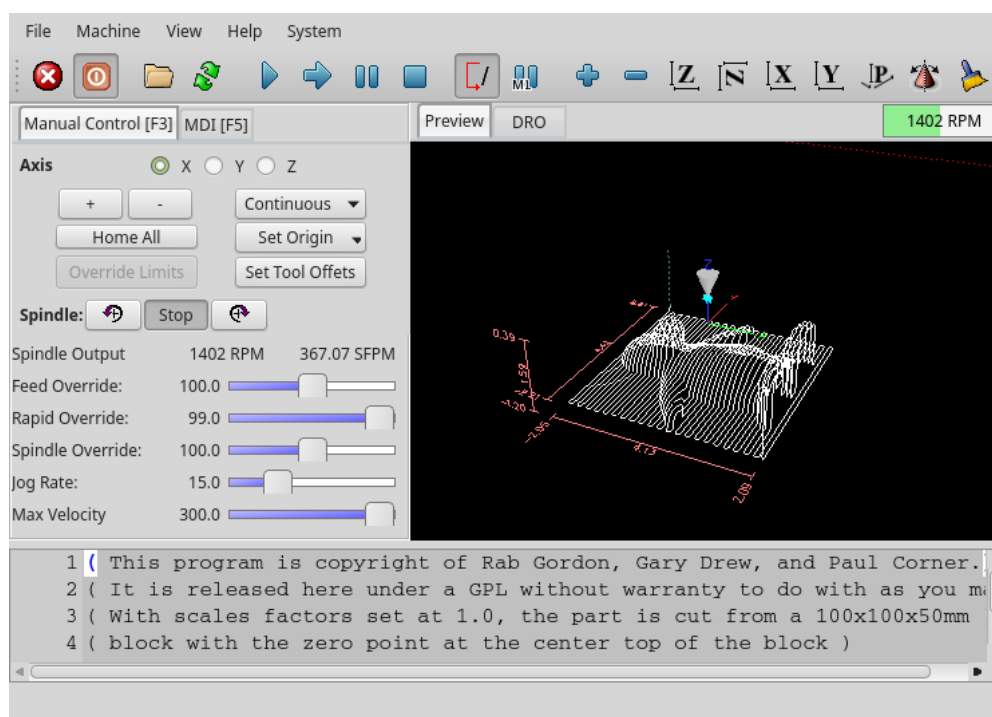 File Machine View Help System
M1 Z N X Y P
Manual Control [F3] MDI [F5] Preview DRO 1402 RPM
Axis X Y Z
+ - Continuous
Home All Set Origin
Override Limits Set Tool Offets
Spindle: Stop
Spindle Output 1402 RPM 367.07 SFPM
Feed Override: 100.0
Rapid Override: 99.0
Spindle Override: 100.0
Jog Rate: 15.0
Max Velocity 300.0
Z
0.39
1.59
-1.20
-2.05
4.13
2.09
1 ( This program is copyright of Rab Gordon, Gary Drew, and Paul Corner.
2 ( It is released here under a GPL without warranty to do with as you
3 ( With scales factors set at 1.0, the part is cut from a 100x100x50mm
4 ( block with the zero point at the center top of the block )